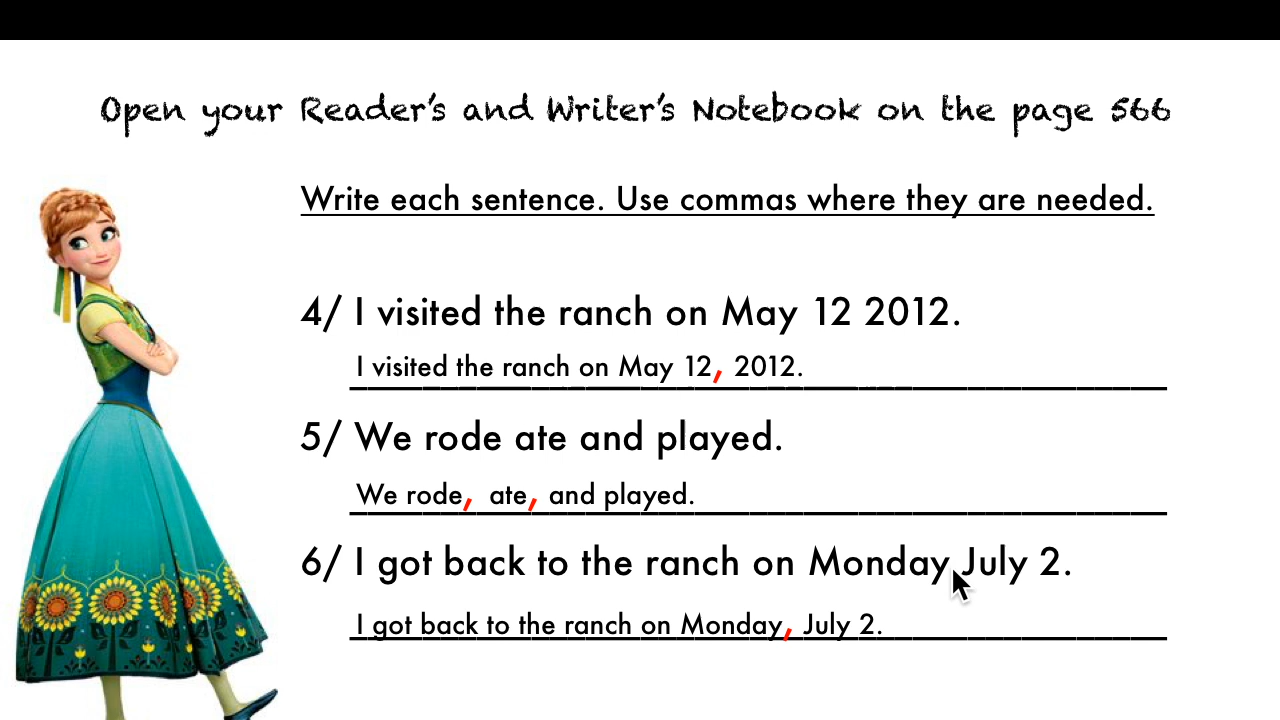 Open your Reader's and Writer's Notebook on the page 566
Write each sentence. Use commas where they are needed.
4/ I visited the ranch on May 12 2012.
I visited the ranch on May 12, 2012.
5/ We rode ate and played.
We rode, ate, and played.
6/ I got back to the ranch on Monday July 2.
I got back to the ranch on Monday, July 2.